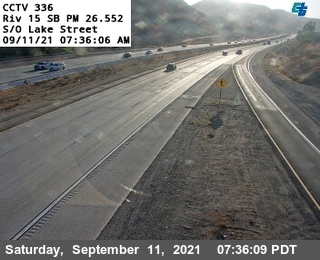 CCTV 336
Riv 15 SB PM 26.552
S/O Lake Street
09/11/21 07:36:06 AM
Saturday, September 11, 2021 07:36:09 PDT